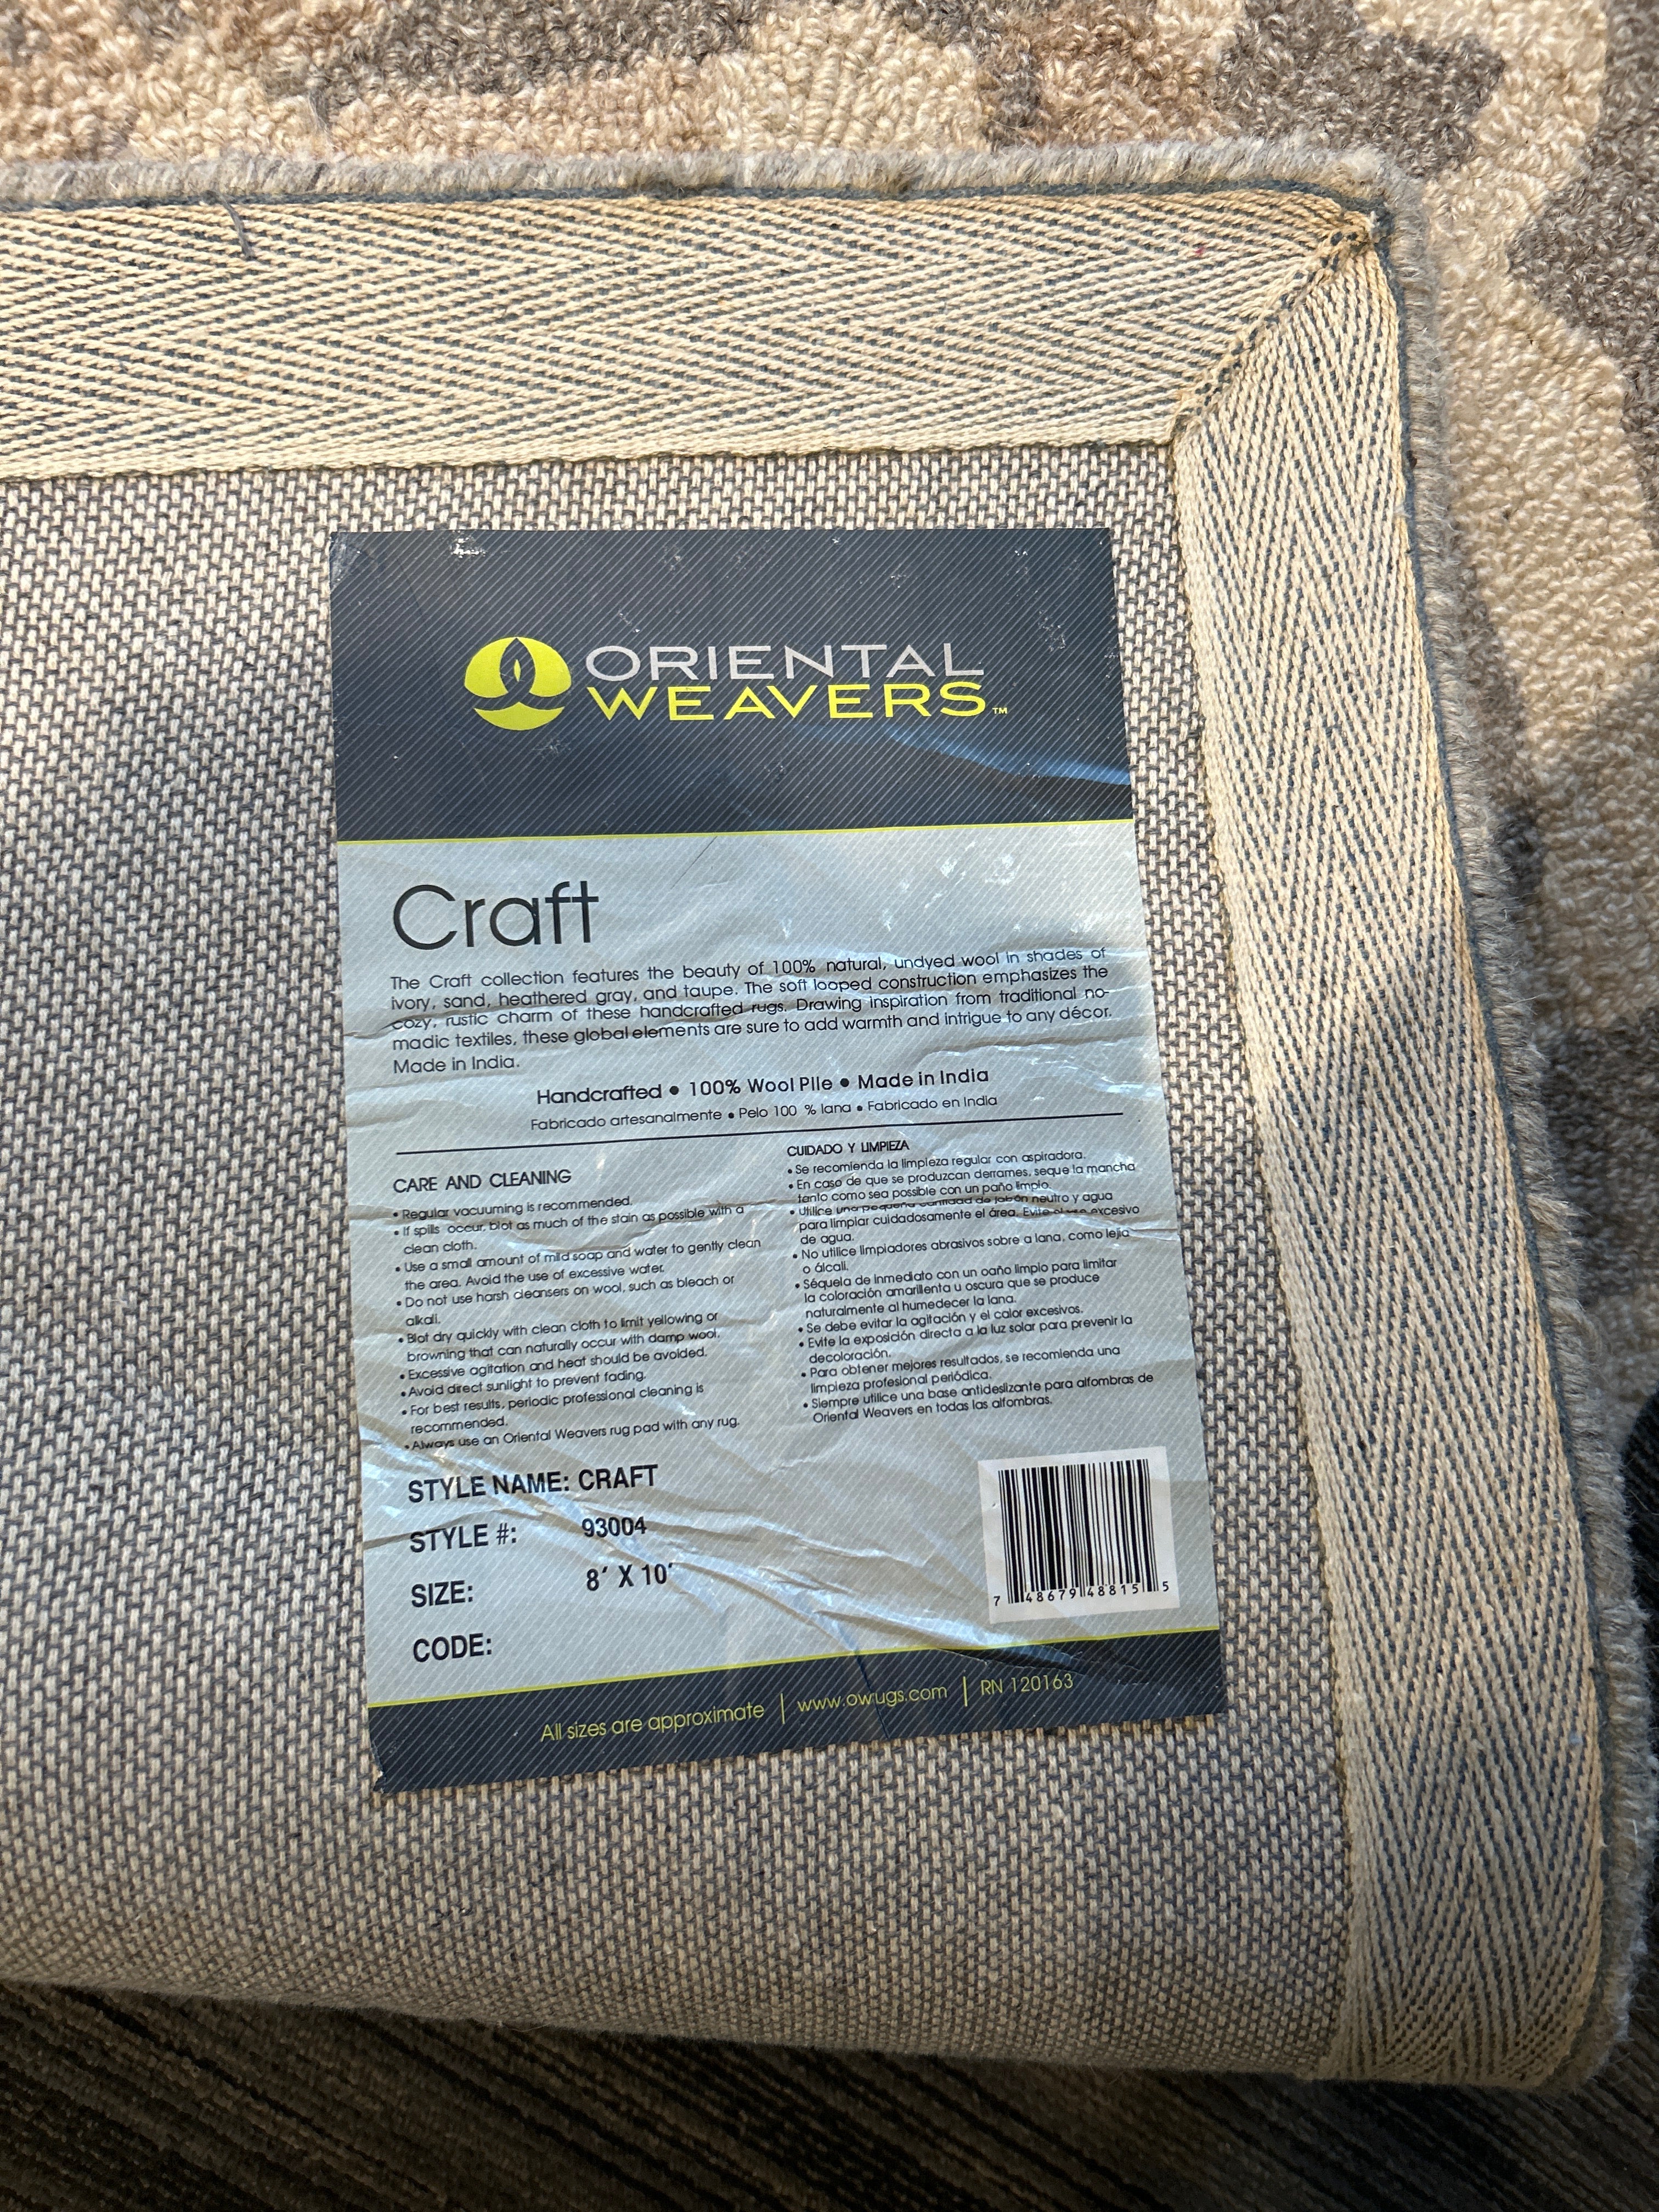 ORIENTAL
WEAVERS™
Craft
The Craft collection features the beauty of 100% natural, undyed wool in shades of
ivory, sand, heathered gray, and taupe. The soft looped construction emphasizes the
cozy, rustic charm of these handcrafted rugs. Drawing inspiration from traditional no-
madic textiles, these global elements are sure to add warmth and intrigue to any décor.
Made in India.
Handcrafted • 100% Wool Pile • Made in India
Fabricado artesanalmente • Pelo 100 % lana • Fabricado en India
CARE AND CLEANING
• Regular vacuuming is recommended.
• If spills occur, blot as much of the stain as possible with a
clean cloth.
• Use a small amount of mild soap and water to gently clean
the area. Avoid the use of excessive water.
• Do not use harsh cleansers on wool, such as bleach or
alkali.
• Blot dry quickly with clean cloth to limit yellowing or
browning that can naturally occur with damp wool.
• Excessive agitation and heat should be avoided.
• Avoid direct sunlight to prevent fading.
• For best results, periodic professional cleaning is
recommended.
• Always use an Oriental Weavers rug pad with any rug.
CUIDADO Y LIMPIEZA
• Se recomienda la limpieza regular con aspiradora.
• En caso de que se produzcan derrames, seque la mancha
tanto como sea posible con un paño limpio.
• Utilice una pequeña cantidad de jabón neutro y agua
para limpiar cuidadosamente el área. Evite el uso excesivo
de agua.
• No utilice limpiadores abrasivos sobre a lana, como lejía
o álcali.
• Séquela de inmediato con un oaño limpio para limitar
la coloración amarillenta u oscura que se produce
naturalmente al humedecer la lana.
• Se debe evitar la agitación y el calor excesivos.
• Evite la exposición directa a la luz solar para prevenir la
decoloración.
• Para obtener mejores resultados, se recomienda una
limpieza profesional periódica.
• Siempre utilice una base antideslizante para alfombras de
Oriental Weavers en todas las alfombras.
STYLE NAME: CRAFT
STYLE #: 93004
SIZE: 8' X 10'
CODE:
7 48679 48815 5
All sizes are approximate | www.owrugs.com | RN 120163